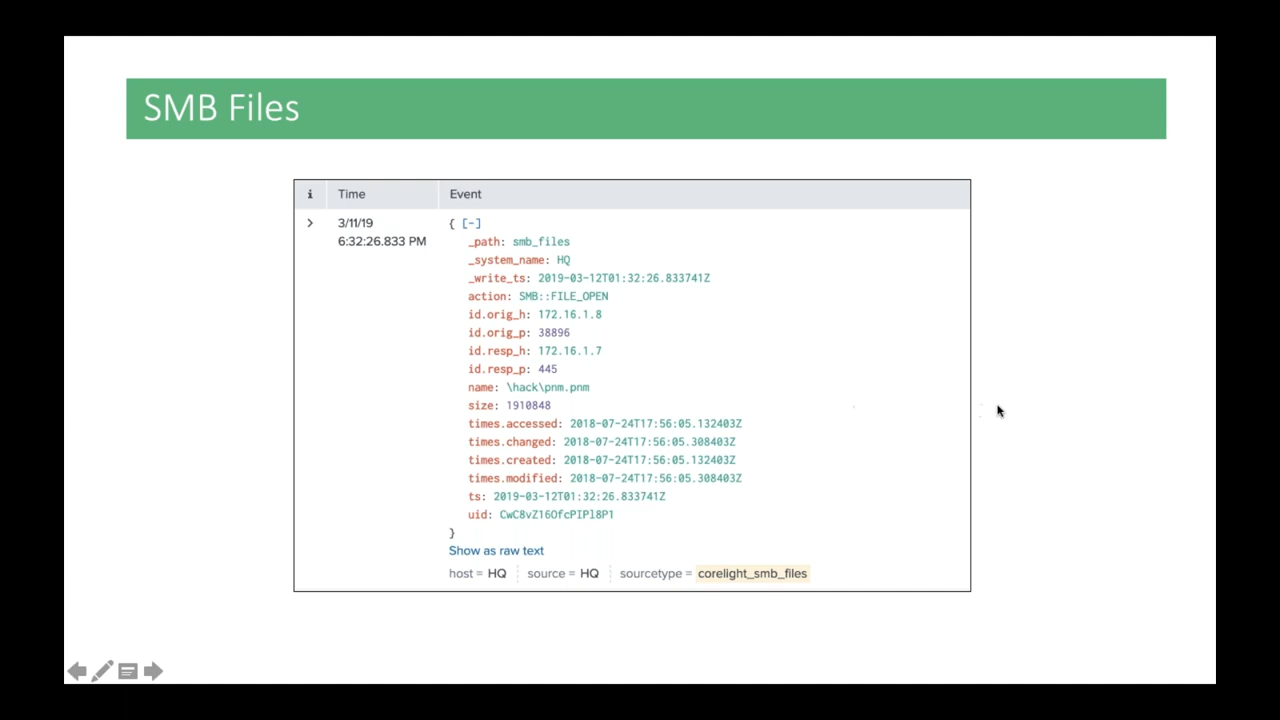 SMB Files
i Time Event
> 3/11/19 { [-]
6:32:26.833 PM _path: smb_files
_system_name: HQ
_write_ts: 2019-03-12T01:32:26.833741Z
action: SMB::FILE_OPEN
id.orig_h: 172.16.1.8
id.orig_p: 38896
id.resp_h: 172.16.1.7
id.resp_p: 445
name: \hack\pnm.pnm
size: 1910848
times.accessed: 2018-07-24T17:56:05.132403Z
times.changed: 2018-07-24T17:56:05.308403Z
times.created: 2018-07-24T17:56:05.132403Z
times.modified: 2018-07-24T17:56:05.308403Z
ts: 2019-03-12T01:32:26.833741Z
uid: CwC8vZ16OfcPIPl8P1
}
Show as raw text
host = HQ source = HQ sourcetype = corelight_smb_files